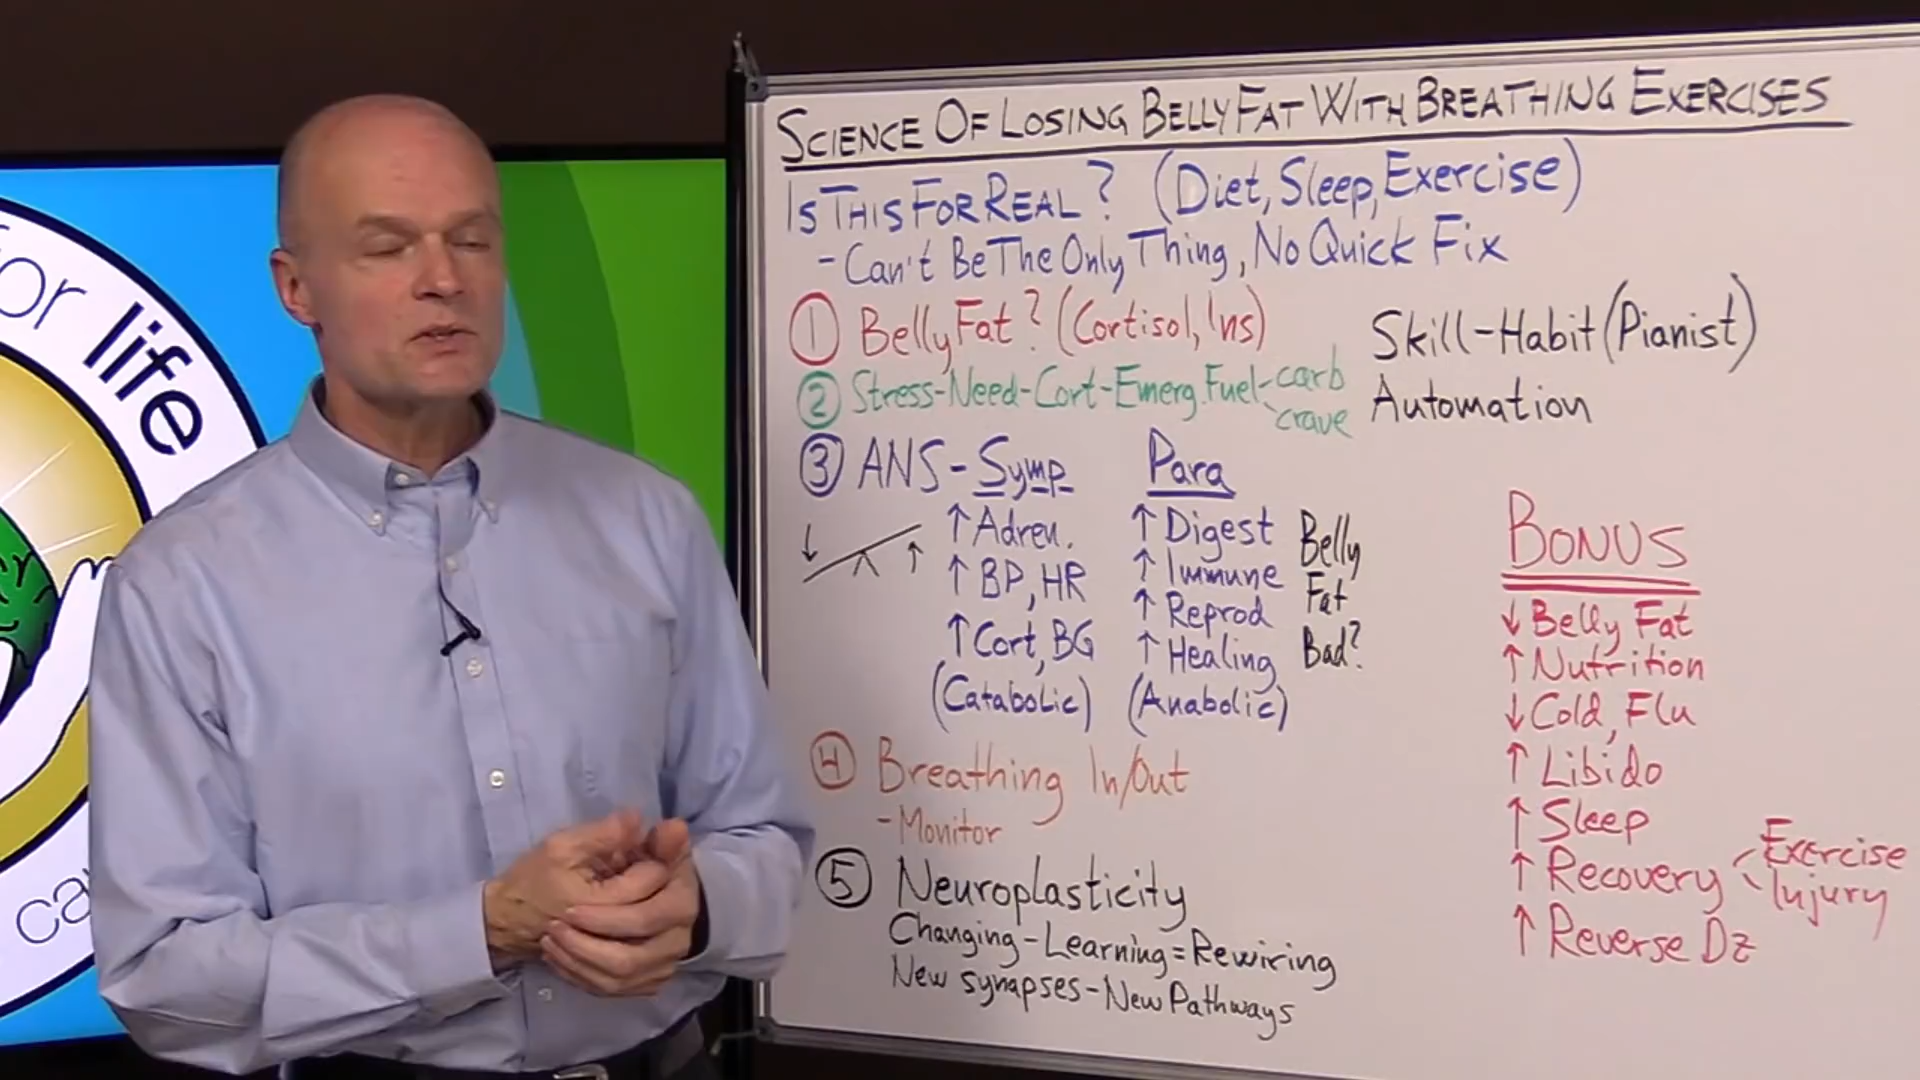 for life
ca
SCIENCE OF LOSING BELLY FAT WITH BREATHING EXERCISES
IS THIS FOR REAL? (Diet, Sleep, Exercise)
- Can't Be The Only Thing, No Quick Fix
① Belly Fat? (Cortisol, Ins)
② Stress-Need-Cort-Emerg.Fuel-carb
crave
Skill-Habit (Pianist)
Automation
③ ANS - Symp
↑ Adren.
↑ BP, HR
↑ Cort, BG
(Catabolic)
Para
↑ Digest
↑ Immune
↑ Reprod
↑ Healing
(Anabolic)
Belly
Fat
Bad?
④ Breathing In/Out
- Monitor
⑤ Neuroplasticity
Changing - Learning = Rewiring
New synapses - New Pathways
BONUS
↓ Belly Fat
↑ Nutrition
↓ Cold, Flu
↑ Libido
↑ Sleep
↑ Recovery < Exercise
Injury
↑ Reverse Dz